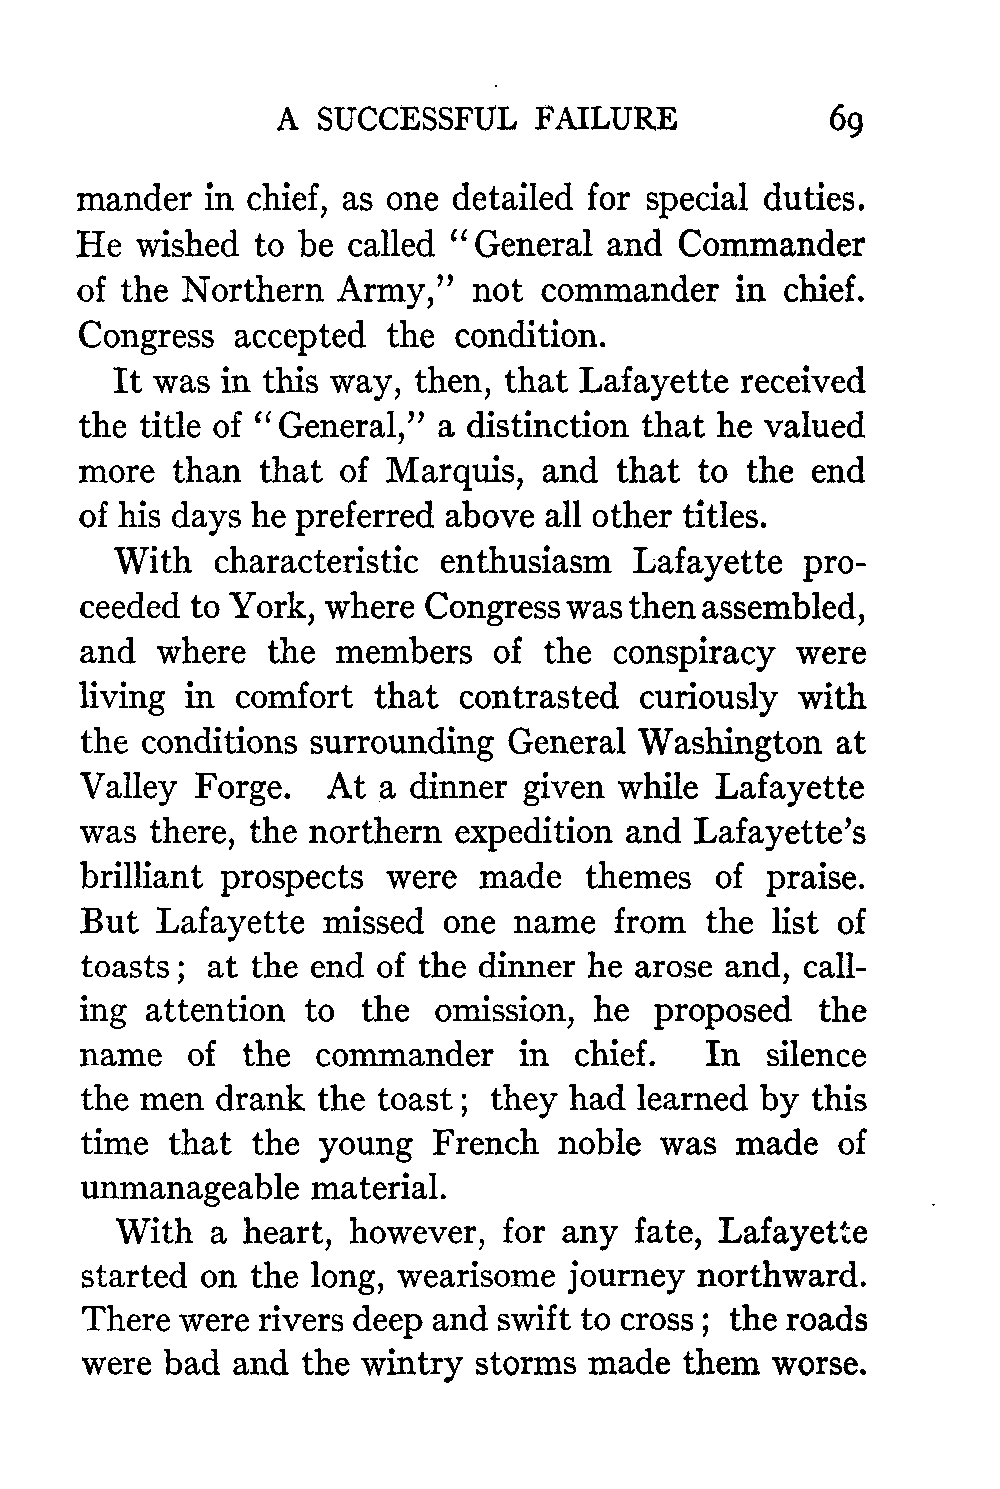 A SUCCESSFUL FAILURE 69
mander in chief, as one detailed for special duties.
He wished to be called "General and Commander
of the Northern Army," not commander in chief.
Congress accepted the condition.
It was in this way, then, that Lafayette received
the title of "General," a distinction that he valued
more than that of Marquis, and that to the end
of his days he preferred above all other titles.
With characteristic enthusiasm Lafayette pro-
ceeded to York, where Congress was then assembled,
and where the members of the conspiracy were
living in comfort that contrasted curiously with
the conditions surrounding General Washington at
Valley Forge. At a dinner given while Lafayette
was there, the northern expedition and Lafayette's
brilliant prospects were made themes of praise.
But Lafayette missed one name from the list of
toasts; at the end of the dinner he arose and, call-
ing attention to the omission, he proposed the
name of the commander in chief. In silence
the men drank the toast; they had learned by this
time that the young French noble was made of
unmanageable material.
With a heart, however, for any fate, Lafayette
started on the long, wearisome journey northward.
There were rivers deep and swift to cross; the roads
were bad and the wintry storms made them worse.